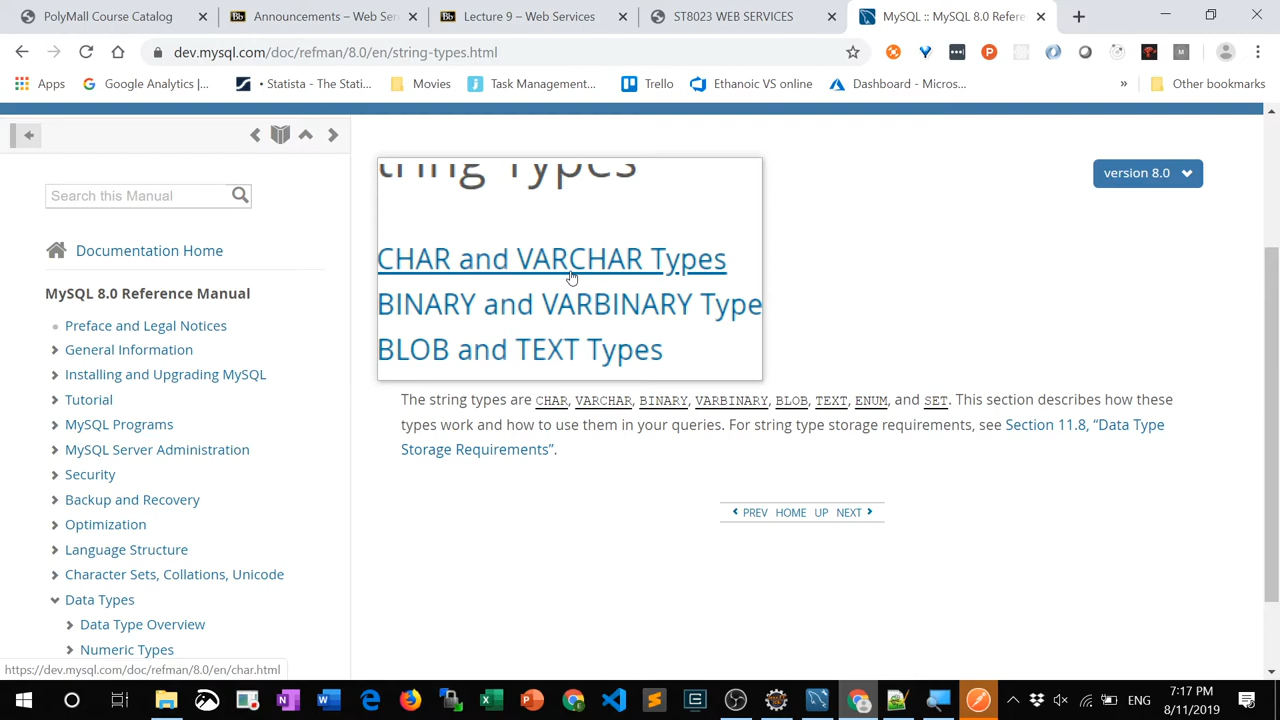 PolyMall Course Catalog
Announcements – Web Ser
Lecture 9 – Web Services
ST8023 WEB SERVICES
MySQL :: MySQL 8.0 Refere
dev.mysql.com/doc/refman/8.0/en/string-types.html
Apps
Google Analytics |...
• Statista - The Stati...
Movies
Task Management...
Trello
Ethanoic VS online
Dashboard - Micros...
»
Other bookmarks
Search this Manual
version 8.0
tring Types
CHAR and VARCHAR Types
BINARY and VARBINARY Type
BLOB and TEXT Types
Documentation Home
MySQL 8.0 Reference Manual
Preface and Legal Notices
General Information
Installing and Upgrading MySQL
Tutorial
MySQL Programs
MySQL Server Administration
Security
Backup and Recovery
Optimization
Language Structure
Character Sets, Collations, Unicode
Data Types
Data Type Overview
Numeric Types
The string types are CHAR, VARCHAR, BINARY, VARBINARY, BLOB, TEXT, ENUM, and SET. This section describes how these
types work and how to use them in your queries. For string type storage requirements, see Section 11.8, “Data Type
Storage Requirements”.
PREV HOME UP NEXT
https://dev.mysql.com/doc/refman/8.0/en/char.html
ENG
7:17 PM
8/11/2019